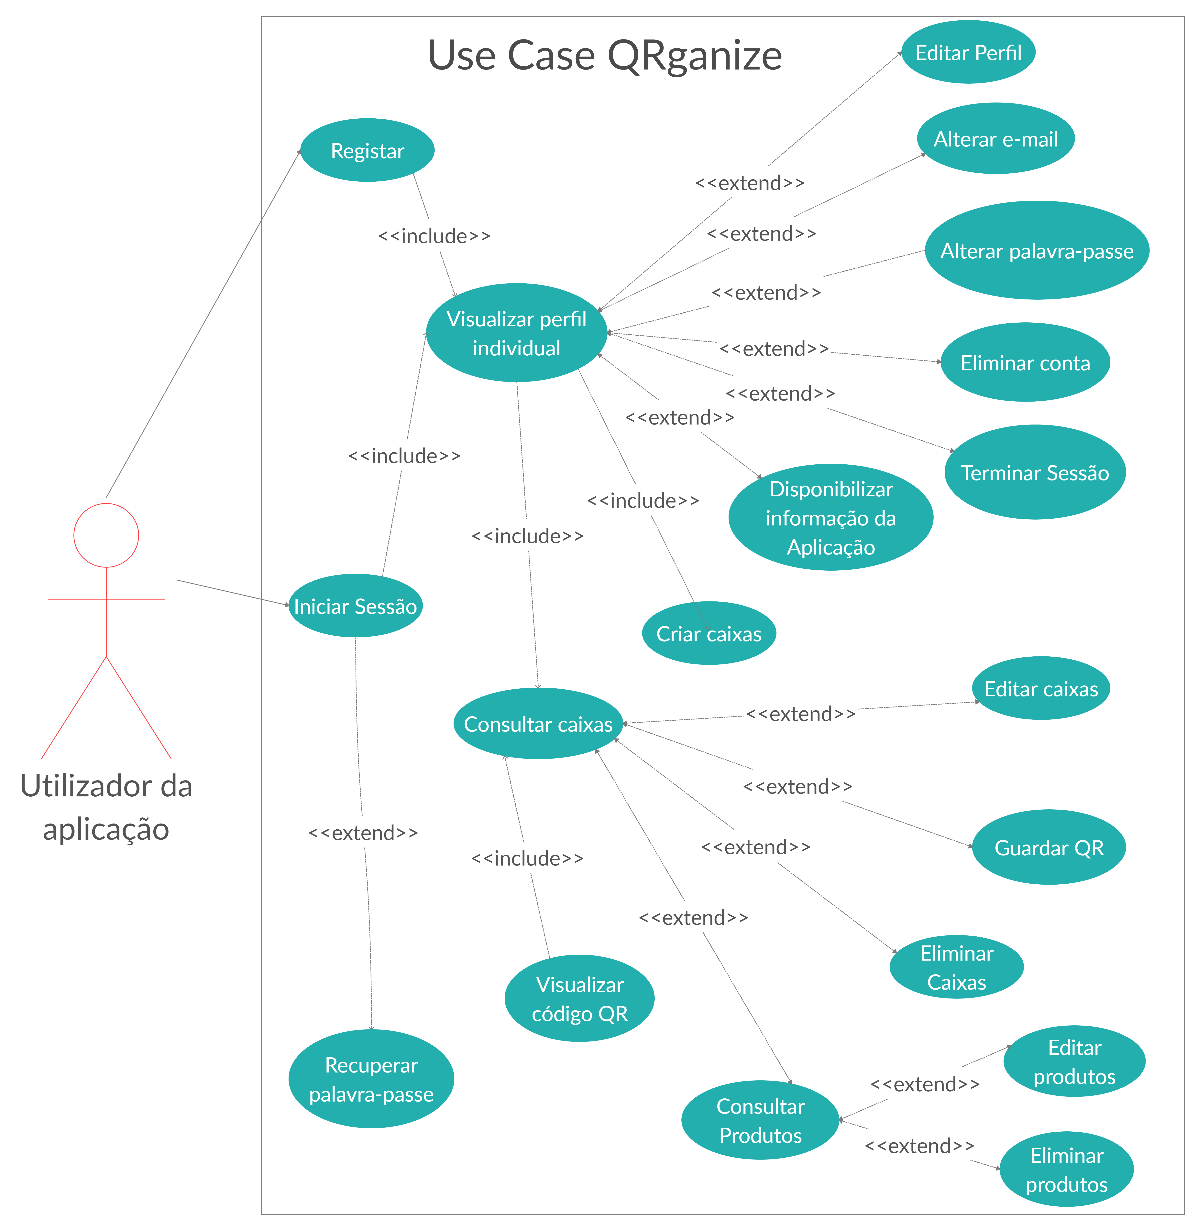 Use Case QRganize
Editar Perfil
Alterar e-mail
Registar
<<extend>>
<<include>>
<<extend>>
Alterar palavra-passe
<<extend>>
Visualizar perfil
individual
<<extend>>
Eliminar conta
<<extend>>
<<extend>>
<<include>>
Terminar Sessão
Disponibilizar
informação da
Aplicação
<<include>>
<<include>>
Iniciar Sessão
Criar caixas
Editar caixas
Consultar caixas
<<extend>>
Utilizador da
aplicação
<<extend>>
<<extend>>
<<include>>
<<extend>>
Guardar QR
<<extend>>
Eliminar
Caixas
Visualizar
código QR
Recuperar
palavra-passe
Editar
produtos
<<extend>>
Consultar
Produtos
<<extend>>
Eliminar
produtos